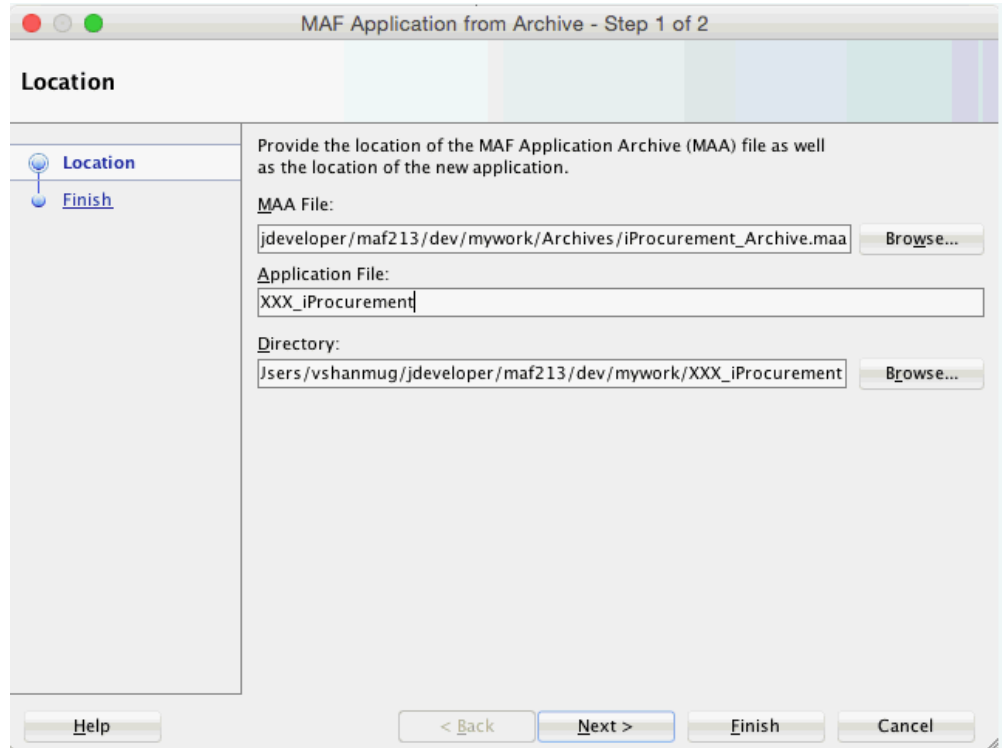 MAF Application from Archive - Step 1 of 2
Location
Location
Finish
Provide the location of the MAF Application Archive (MAA) file as well
as the location of the new application.
MAA File:
jdeveloper/maf213/dev/mywork/Archives/iProcurement_Archive.maa
Browse...
Application File:
XXX_iProcurement
Directory:
Jsers/vshanmug/jdeveloper/maf213/dev/mywork/XXX_iProcurement
Browse...
Help
< Back
Next >
Finish
Cancel